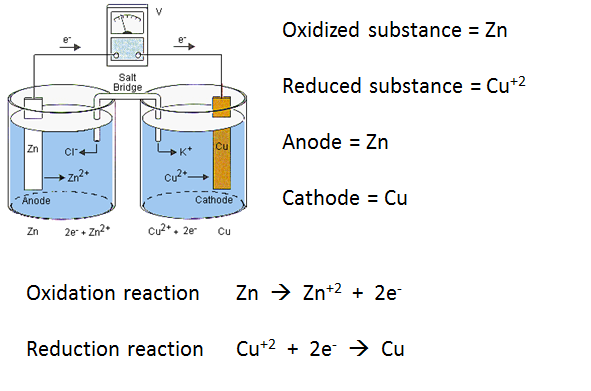 V
e⁻
e⁻
Salt
Bridge
Zn
Cl⁻
K⁺
Cu
Zn²⁺
Cu²⁺
Anode
Cathode
Zn 2e⁻ + Zn²⁺ Cu²⁺ + 2e⁻ Cu
Oxidized substance = Zn
Reduced substance = Cu⁺²
Anode = Zn
Cathode = Cu
Oxidation reaction Zn → Zn⁺² + 2e⁻
Reduction reaction Cu⁺² + 2e⁻ → Cu